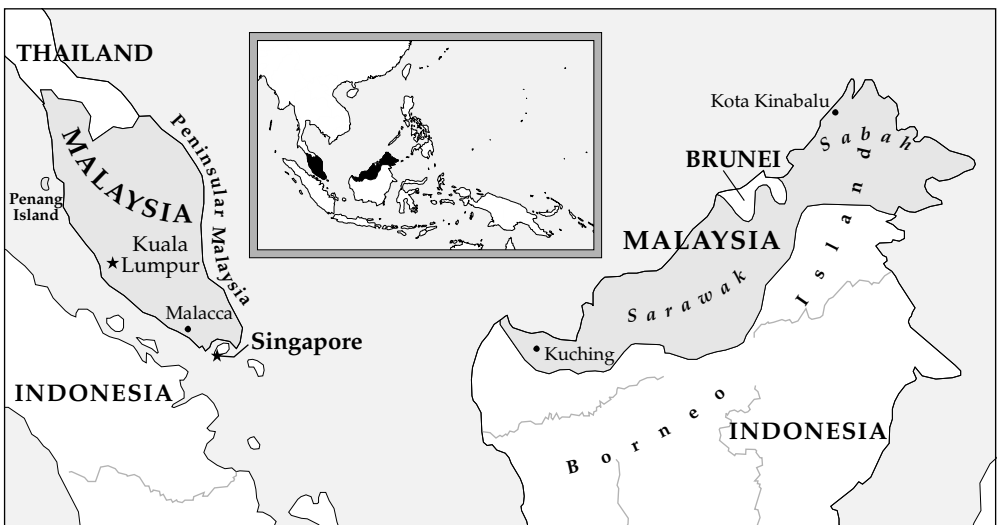 THAILAND
MALAYSIA
Peninsular Malaysia
Penang
Island
Kuala
Lumpur
Malacca
Singapore
INDONESIA
Kota Kinabalu
Sabah
BRUNEI
MALAYSIA
Sarawak
Kuching
Borneo
Island
INDONESIA